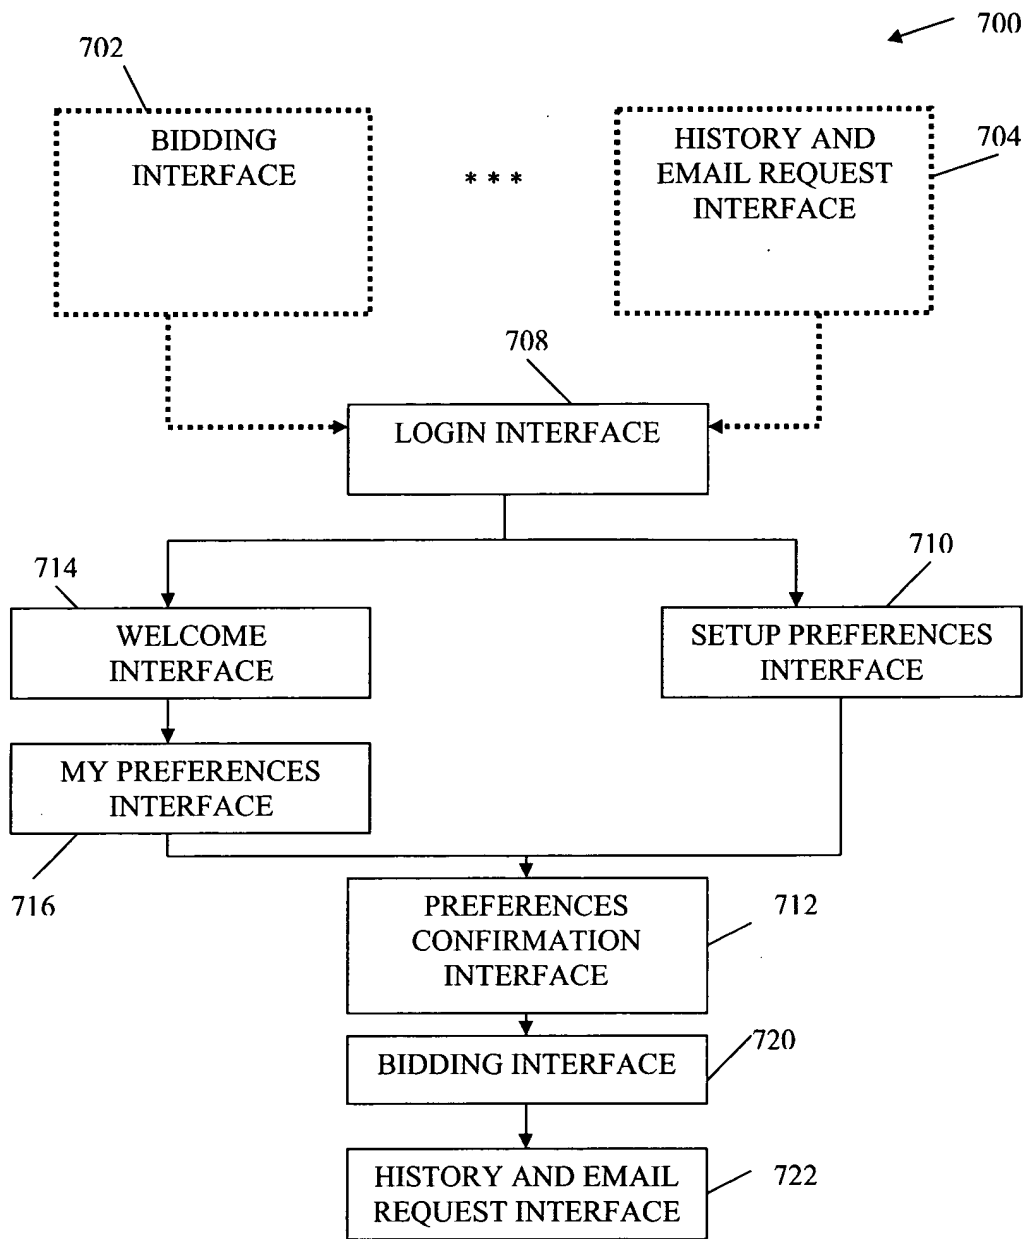 700
702
BIDDING
INTERFACE
* * *
HISTORY AND
EMAIL REQUEST
INTERFACE
704
708
LOGIN INTERFACE
714
WELCOME
INTERFACE
710
SETUP PREFERENCES
INTERFACE
MY PREFERENCES
INTERFACE
716
PREFERENCES
CONFIRMATION
INTERFACE
712
BIDDING INTERFACE
720
HISTORY AND EMAIL
REQUEST INTERFACE
722